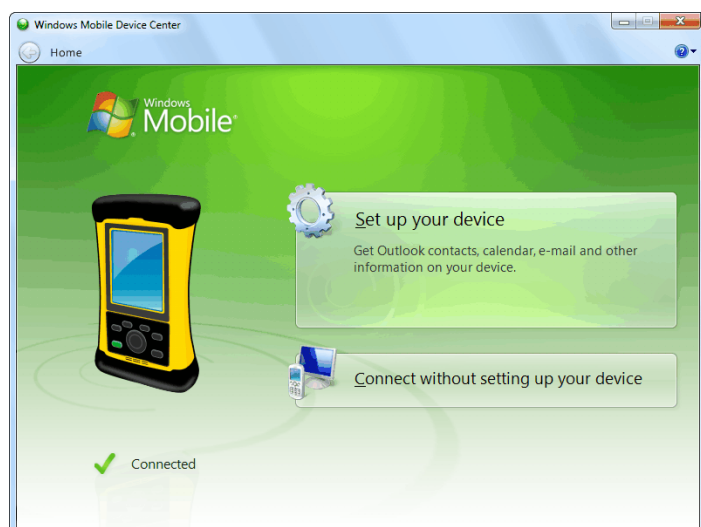 Windows Mobile Device Center
Home
Windows
Mobile®
Set up your device
Get Outlook contacts, calendar, e-mail and other
information on your device.
Connect without setting up your device
Connected